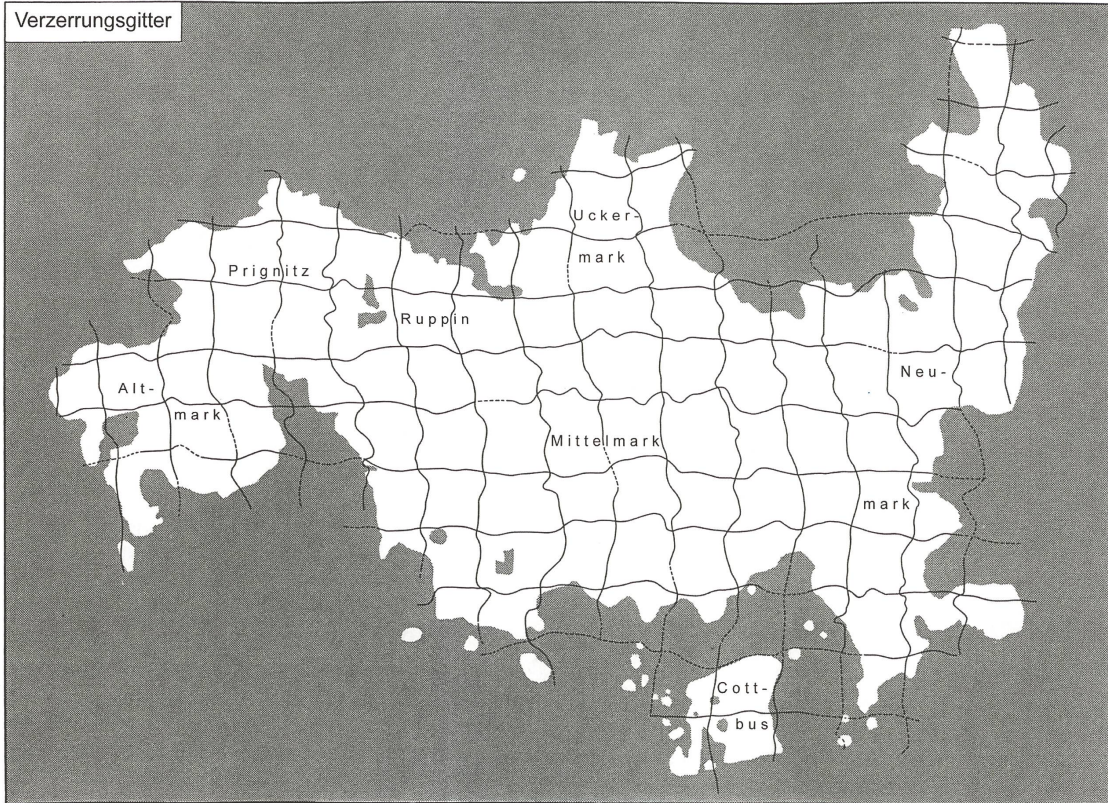 Verzerrungsgitter
Ucker-
mark
Prignitz
Ruppin
Alt-
mark
Neu-
mark
Mittelmark
Cott-
bus